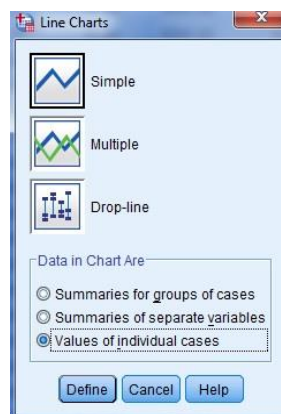 Line Charts
Simple
Multiple
Drop-line
Data in Chart Are
Summaries for groups of cases
Summaries of separate variables
Values of individual cases
Define Cancel Help